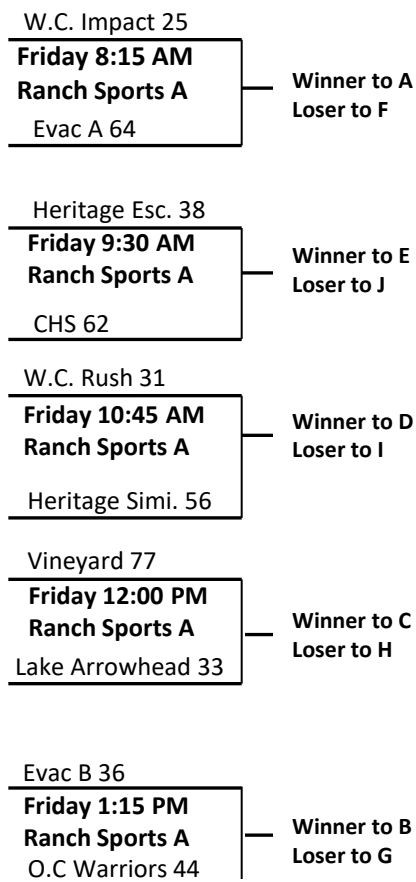 W.C. Impact 25
Friday 8:15 AM
Ranch Sports A
Winner to A
Loser to F
Evac A 64
Heritage Esc. 38
Friday 9:30 AM
Ranch Sports A
Winner to E
Loser to J
CHS 62
W.C. Rush 31
Friday 10:45 AM
Ranch Sports A
Winner to D
Loser to I
Heritage Simi. 56
Vineyard 77
Friday 12:00 PM
Ranch Sports A
Winner to C
Loser to H
Lake Arrowhead 33
Evac B 36
Friday 1:15 PM
Ranch Sports A
Winner to B
Loser to G
O.C Warriors 44